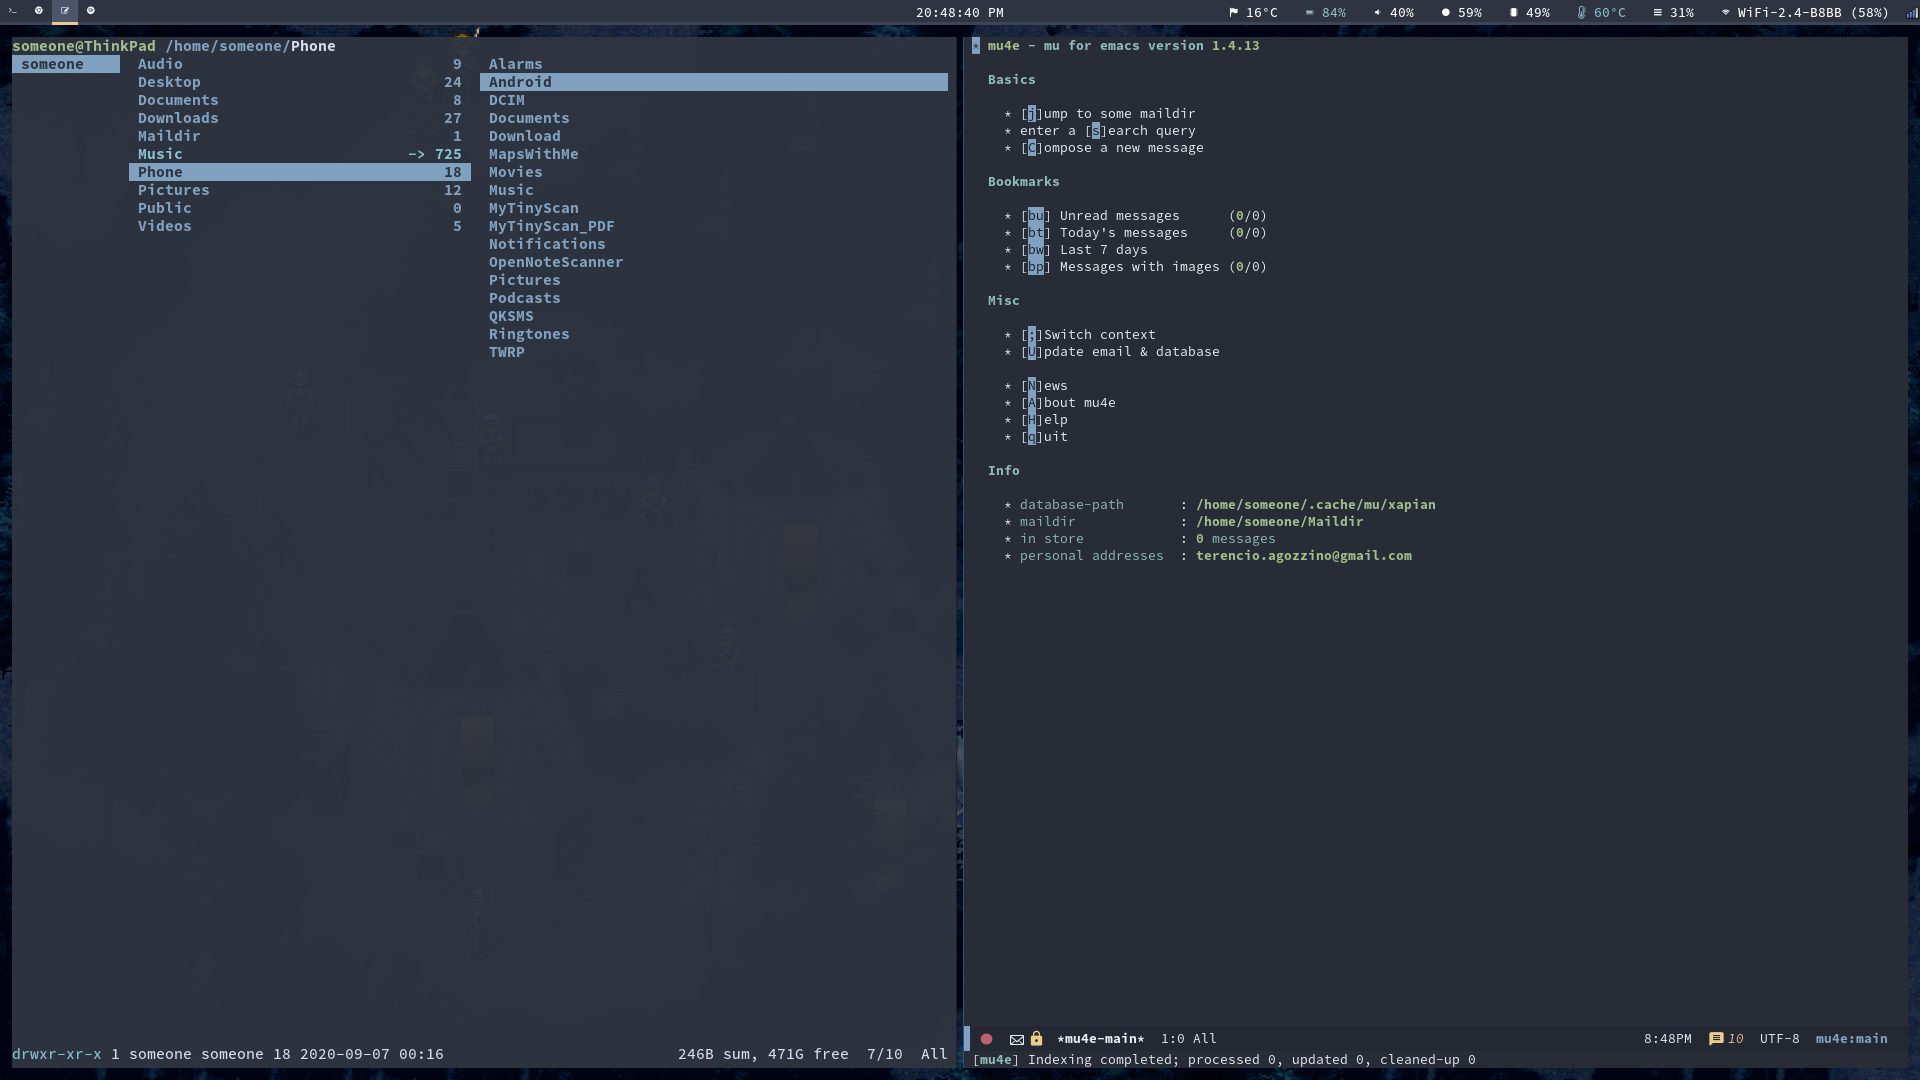 20:48:40 PM
16°C 84% 40% 59% 49% 60°C 31% WiFi-2.4-B8BB (58%)
someone@ThinkPad /home/someone/Phone
someone
Audio 9
Desktop 24
Documents 8
Downloads 27
Maildir 1
Music -> 725
Phone 18
Pictures 12
Public 0
Videos 5
Alarms
Android
DCIM
Documents
Download
MapsWithMe
Movies
Music
MyTinyScan
MyTinyScan_PDF
Notifications
OpenNoteScanner
Pictures
Podcasts
QKSMS
Ringtones
TWRP
drwxr-xr-x 1 someone someone 18 2020-09-07 00:16 246B sum, 471G free 7/10 All
* mu4e - mu for emacs version 1.4.13
Basics
* [j]ump to some maildir
* enter a [s]earch query
* [C]ompose a new message
Bookmarks
* [bu] Unread messages (0/0)
* [bt] Today's messages (0/0)
* [bw] Last 7 days
* [bp] Messages with images (0/0)
Misc
* [;]Switch context
* [U]pdate email & database
* [N]ews
* [A]bout mu4e
* [H]elp
* [q]uit
Info
* database-path : /home/someone/.cache/mu/xapian
* maildir : /home/someone/Maildir
* in store : 0 messages
* personal addresses : terencio.agozzino@gmail.com
*mu4e-main* 1:0 All 8:48PM 10 UTF-8 mu4e:main
[mu4e] Indexing completed; processed 0, updated 0, cleaned-up 0